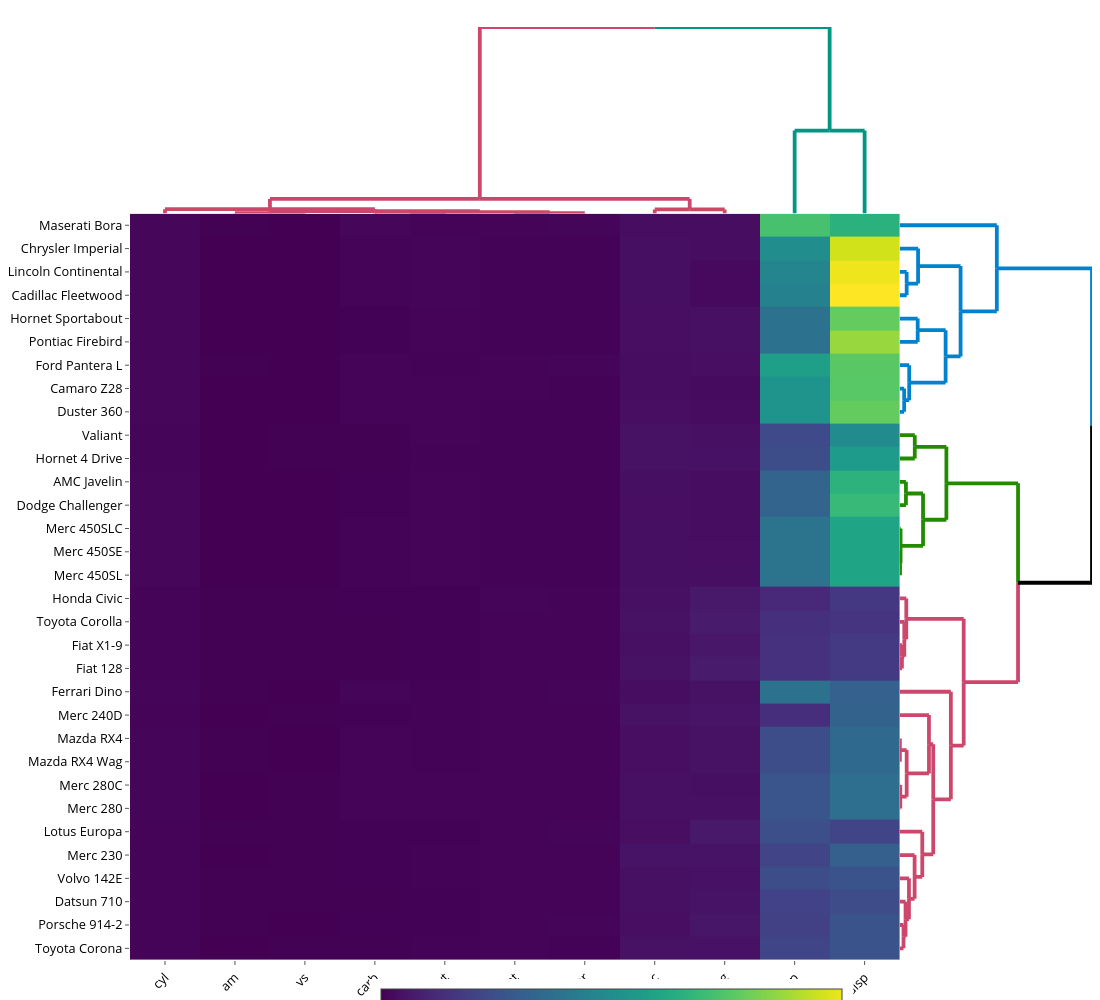 Maserati Bora
Chrysler Imperial
Lincoln Continental
Cadillac Fleetwood
Hornet Sportabout
Pontiac Firebird
Ford Pantera L
Camaro Z28
Duster 360
Valiant
Hornet 4 Drive
AMC Javelin
Dodge Challenger
Merc 450SLC
Merc 450SE
Merc 450SL
Honda Civic
Toyota Corolla
Fiat X1-9
Fiat 128
Ferrari Dino
Merc 240D
Mazda RX4
Mazda RX4 Wag
Merc 280C
Merc 280
Lotus Europa
Merc 230
Volvo 142E
Datsun 710
Porsche 914-2
Toyota Corona
cyl am vs